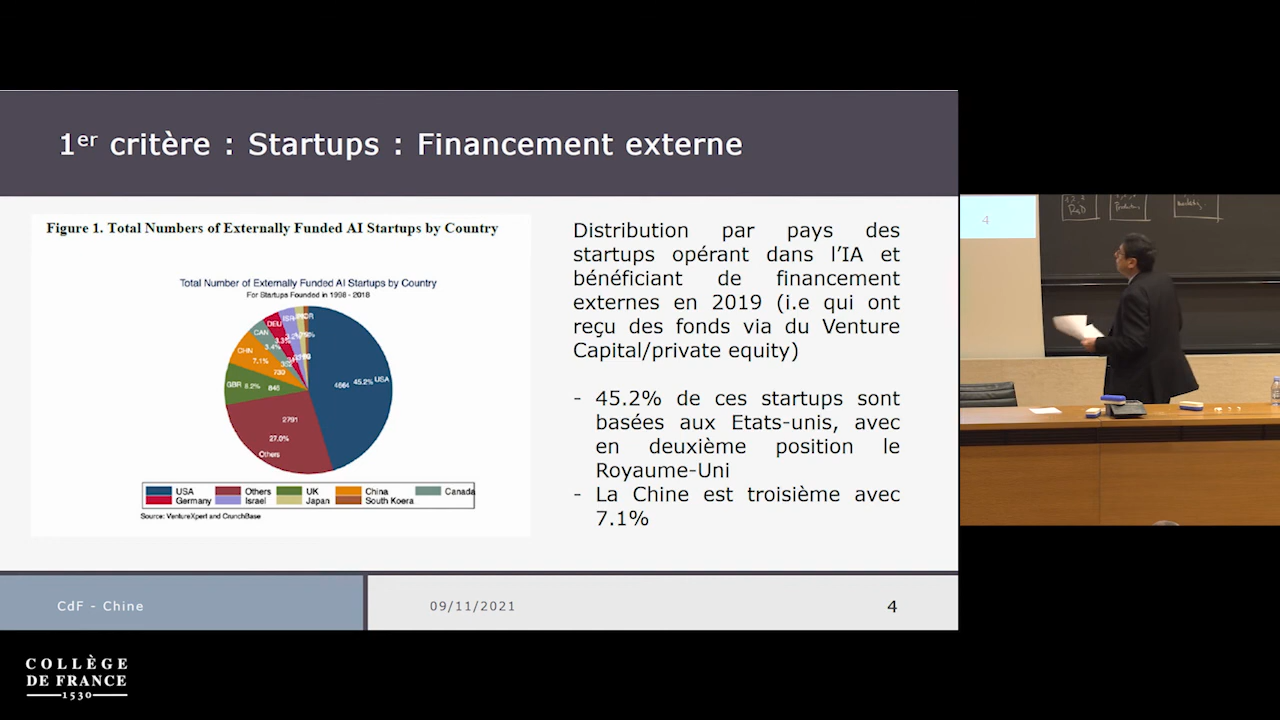 1er critère : Startups : Financement externe
Figure 1. Total Numbers of Externally Funded AI Startups by Country
Total Number of Externally Funded AI Startups by Country
For Startups Founded in 1998 - 2018
DEU
CAN
3.4%
CHN
7.1%
730
GBR 8.2% 846
4664 45.2% USA
2791
27.0%
Others
USA Others UK China Canada
Germany Israel Japan South Koera
Source: VentureXpert and CrunchBase
Distribution par pays des
startups opérant dans l'IA et
bénéficiant de financement
externes en 2019 (i.e qui ont
reçu des fonds via du Venture
Capital/private equity)
- 45.2% de ces startups sont
basées aux Etats-unis, avec
en deuxième position le
Royaume-Uni
- La Chine est troisième avec
7.1%
CdF - Chine
09/11/2021
4
4
R&D
COLLÈGE
DE FRANCE
1530